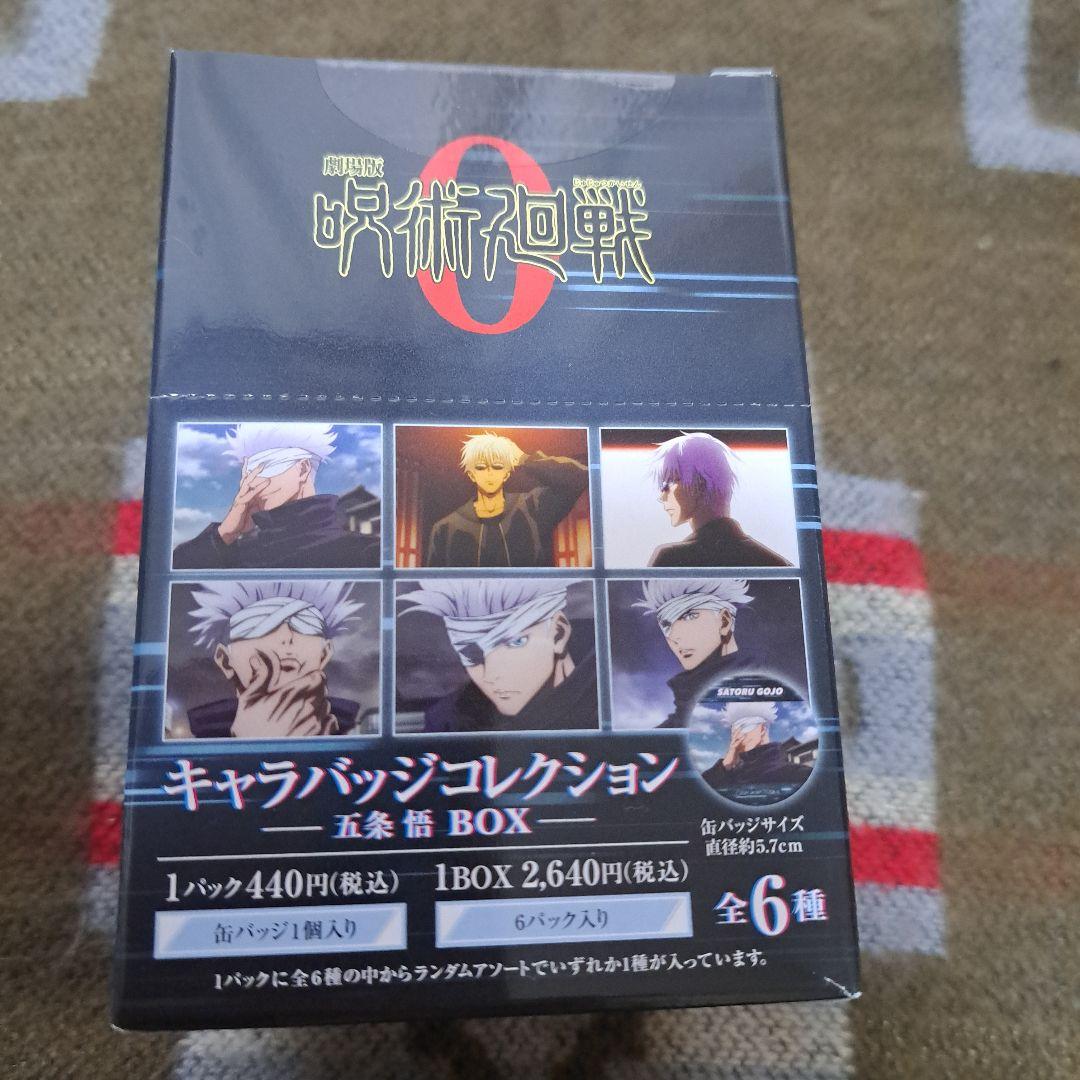 劇場版
じゅじゅつかいせん
呪術廻戦
0
SATORU GOJO
キャラバッジコレクション
五条 悟 BOX
缶バッジサイズ
直径約5.7cm
1パック440円(税込)
缶バッジ1個入り
1BOX 2,640円(税込)
6パック入り
全6種
1パックに全6種の中からランダムアソートでいずれか1種が入っています。